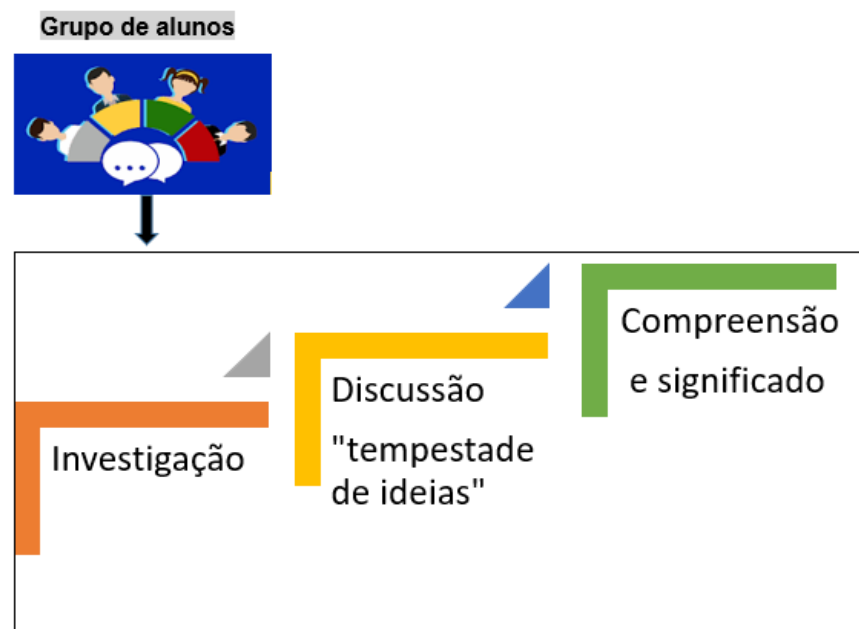 Grupo de alunos
Investigação
Discussão
"tempestade
de ideias"
Compreensão
e significado